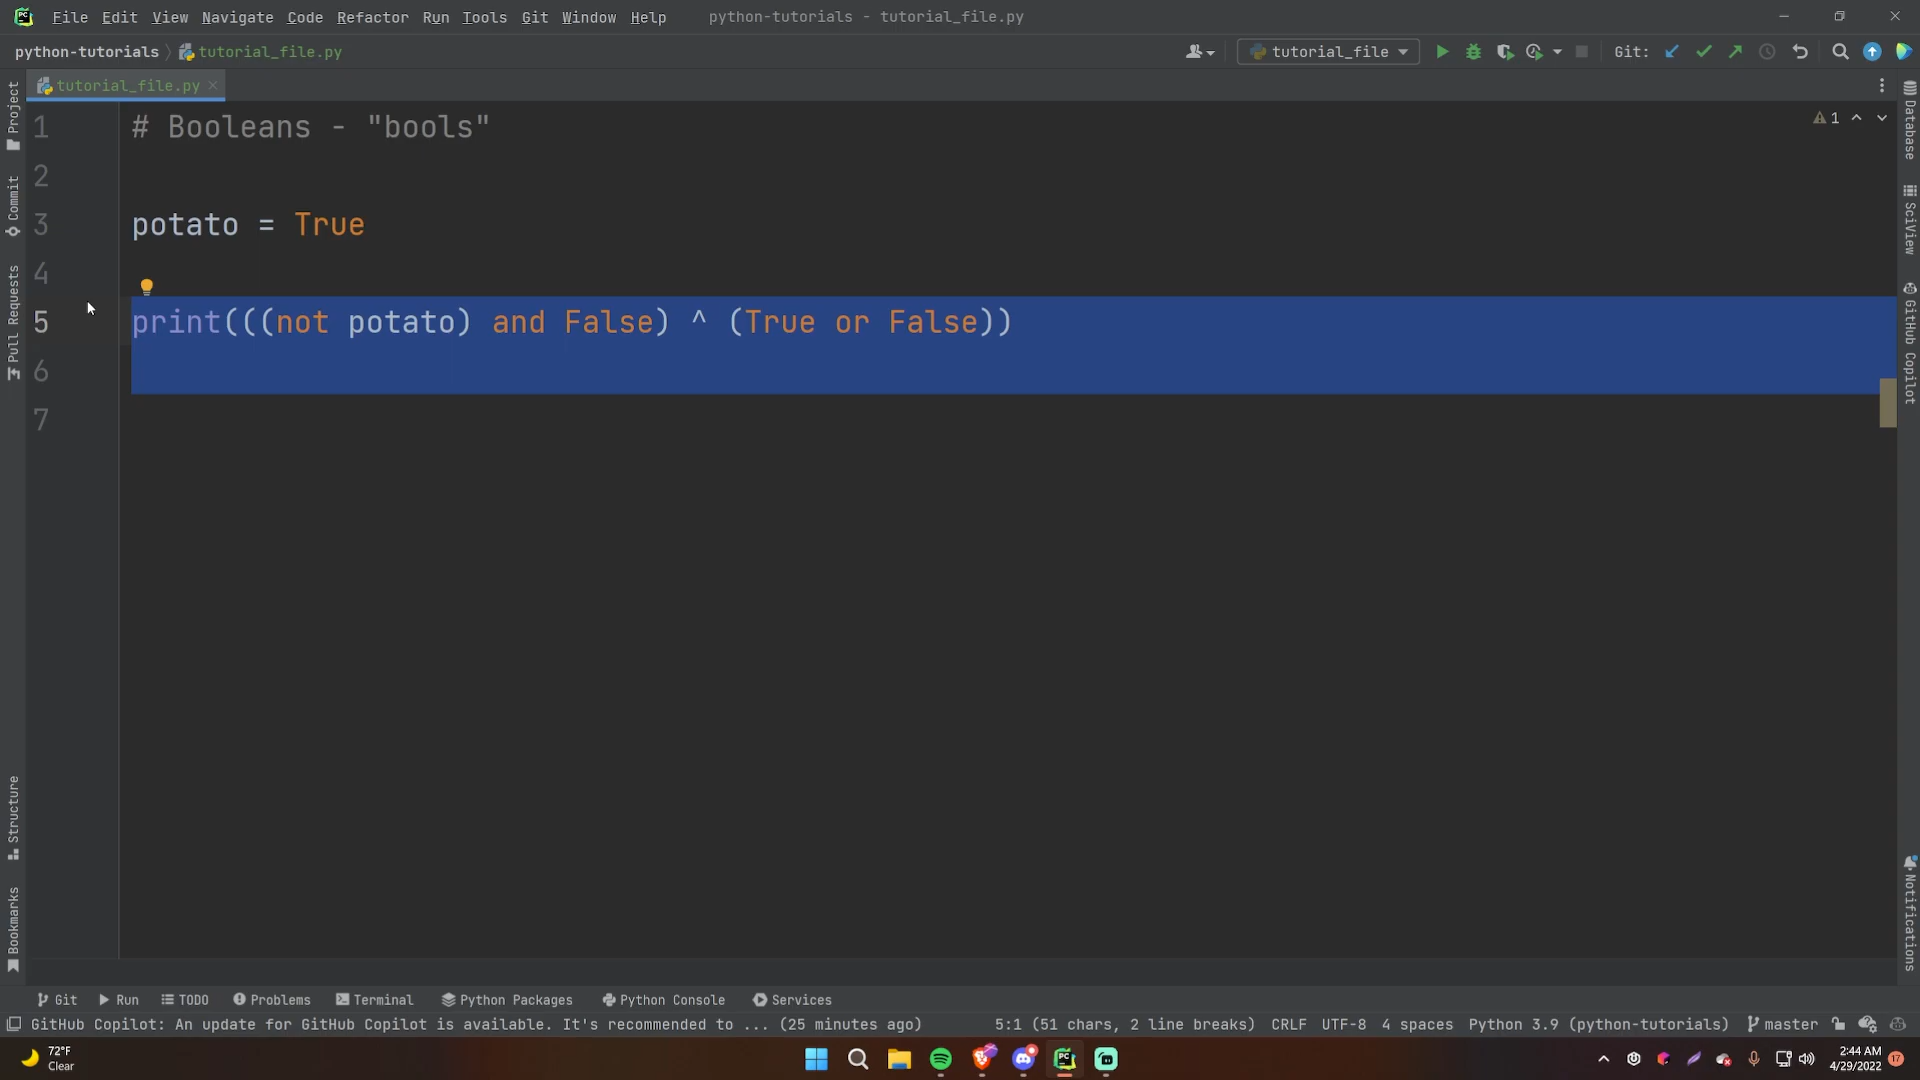 File Edit View Navigate Code Refactor Run Tools Git Window Help python-tutorials - tutorial_file.py
python-tutorials tutorial_file.py tutorial_file Git:
tutorial_file.py
1 # Booleans - "bools"
2
3 potato = True
4
5 print(((not potato) and False) ^ (True or False))
6
7
1
Project
Commit
Pull Requests
Structure
Bookmarks
Database
SciView
GitHub Copilot
Notifications
Git Run TODO Problems Terminal Python Packages Python Console Services
GitHub Copilot: An update for GitHub Copilot is available. It's recommended to ... (25 minutes ago) 5:1 (51 chars, 2 line breaks) CRLF UTF-8 4 spaces Python 3.9 (python-tutorials) master
72°F
Clear
PC
2:44 AM
4/29/2022
17